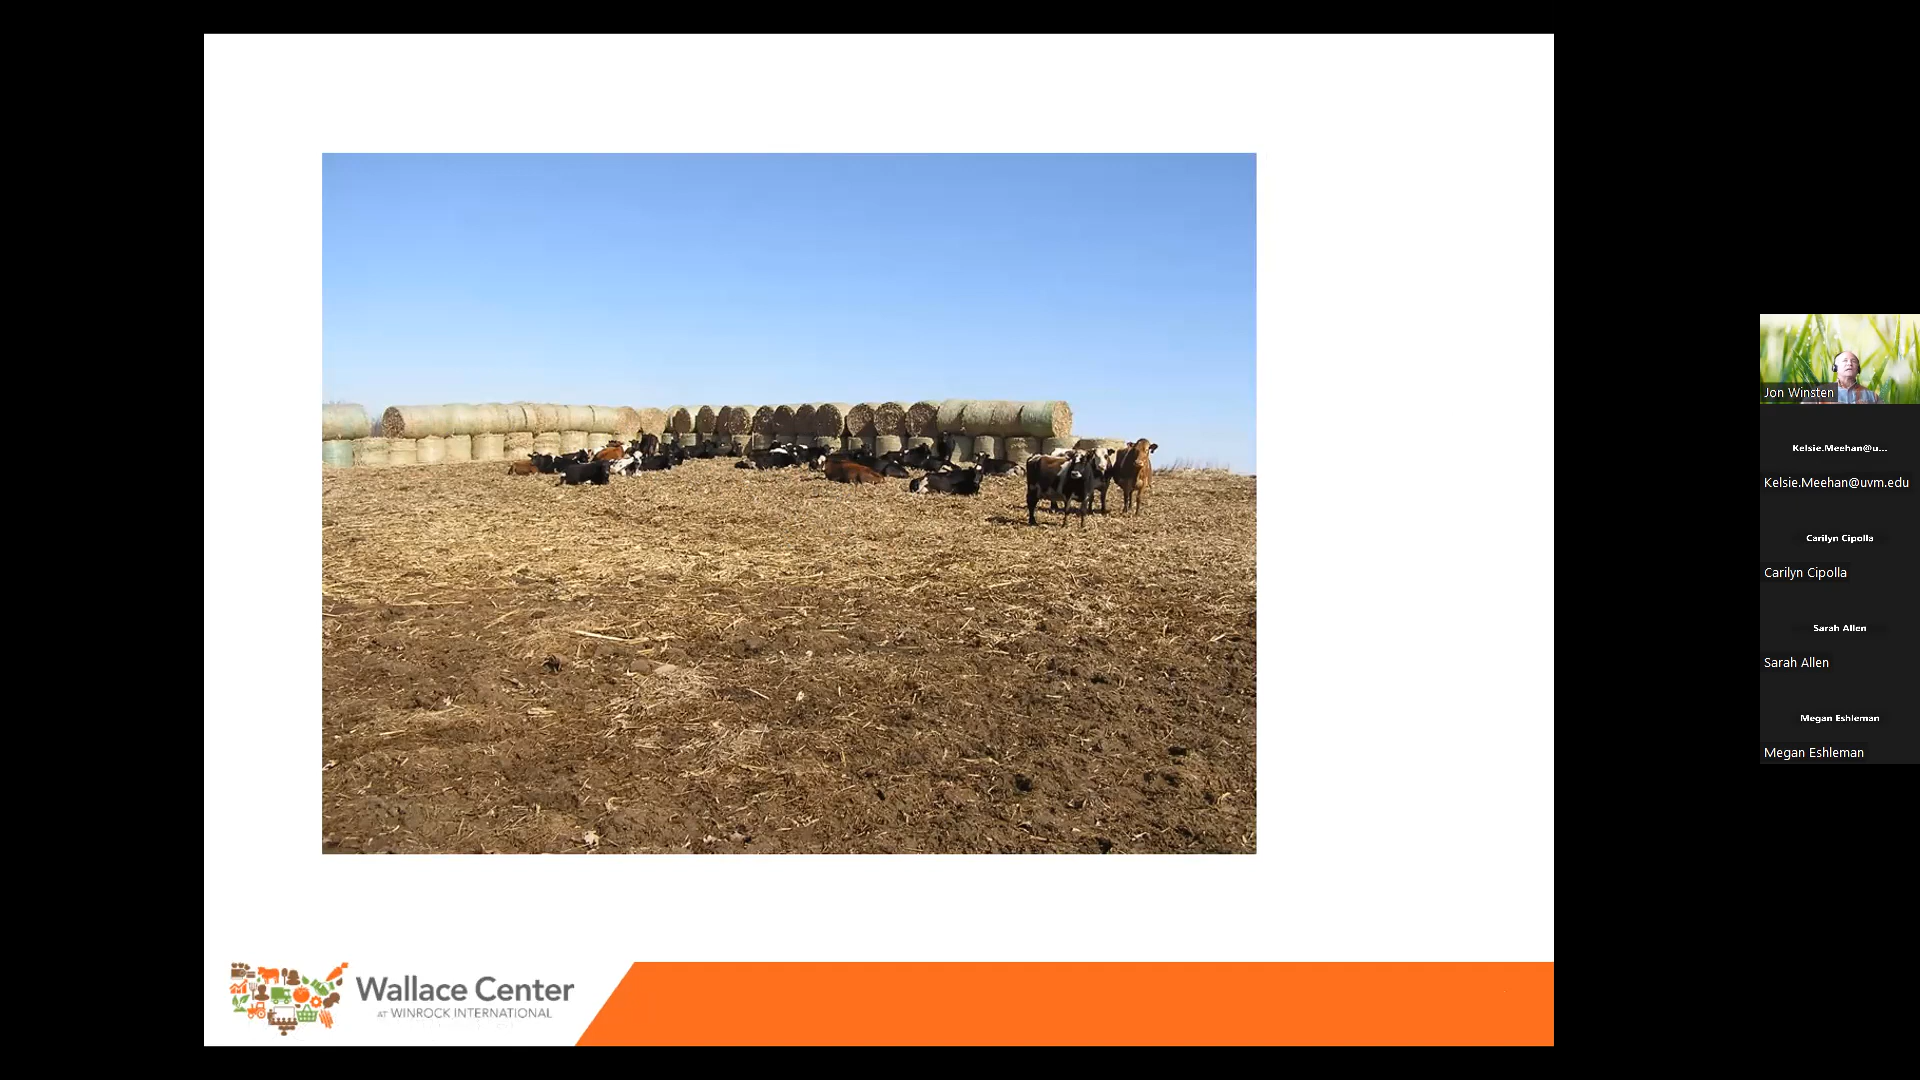 Wallace Center
AT WINROCK INTERNATIONAL
Jon Winsten
Kelsie.Meehan@u...
Kelsie.Meehan@uvm.edu
Carilyn Cipolla
Carilyn Cipolla
Sarah Allen
Sarah Allen
Megan Eshleman
Megan Eshleman